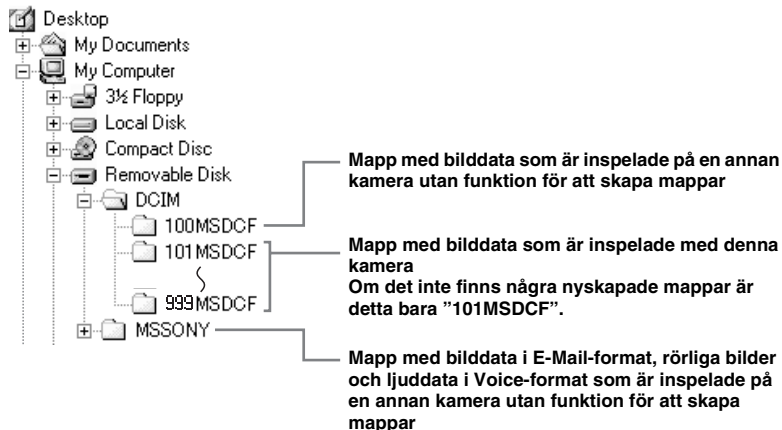 Desktop
My Documents
My Computer
3½ Floppy
Local Disk
Compact Disc
Removable Disk
DCIM
100MSDCF
101MSDCF
999MSDCF
MSSONY
Mapp med bilddata som är inspelade på en annan
kamera utan funktion för att skapa mappar
Mapp med bilddata som är inspelade med denna
kamera
Om det inte finns några nyskapade mappar är
detta bara ”101MSDCF”.
Mapp med bilddata i E-Mail-format, rörliga bilder
och ljuddata i Voice-format som är inspelade på
en annan kamera utan funktion för att skapa
mappar